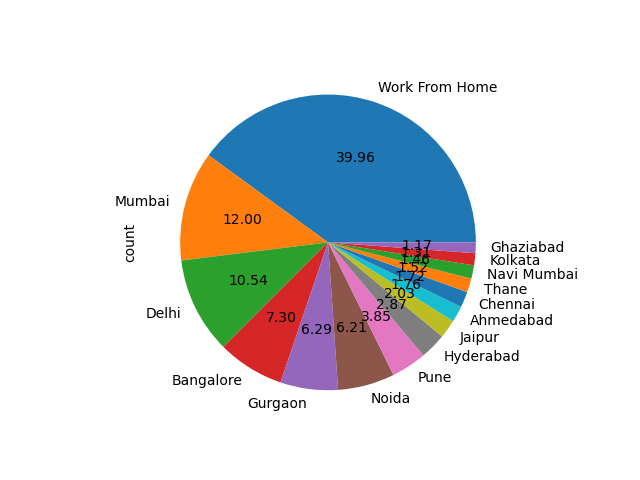 Work From Home
39.96
Mumbai
12.00
count
10.54
Delhi
7.30
Bangalore
6.29
Gurgaon
6.21
Noida
3.85
Pune
2.87
Hyderabad
2.03
Jaipur
1.76
Ahmedabad
1.72
Chennai
1.52
Thane
1.46
Navi Mumbai
1.31
Kolkata
1.17
Ghaziabad